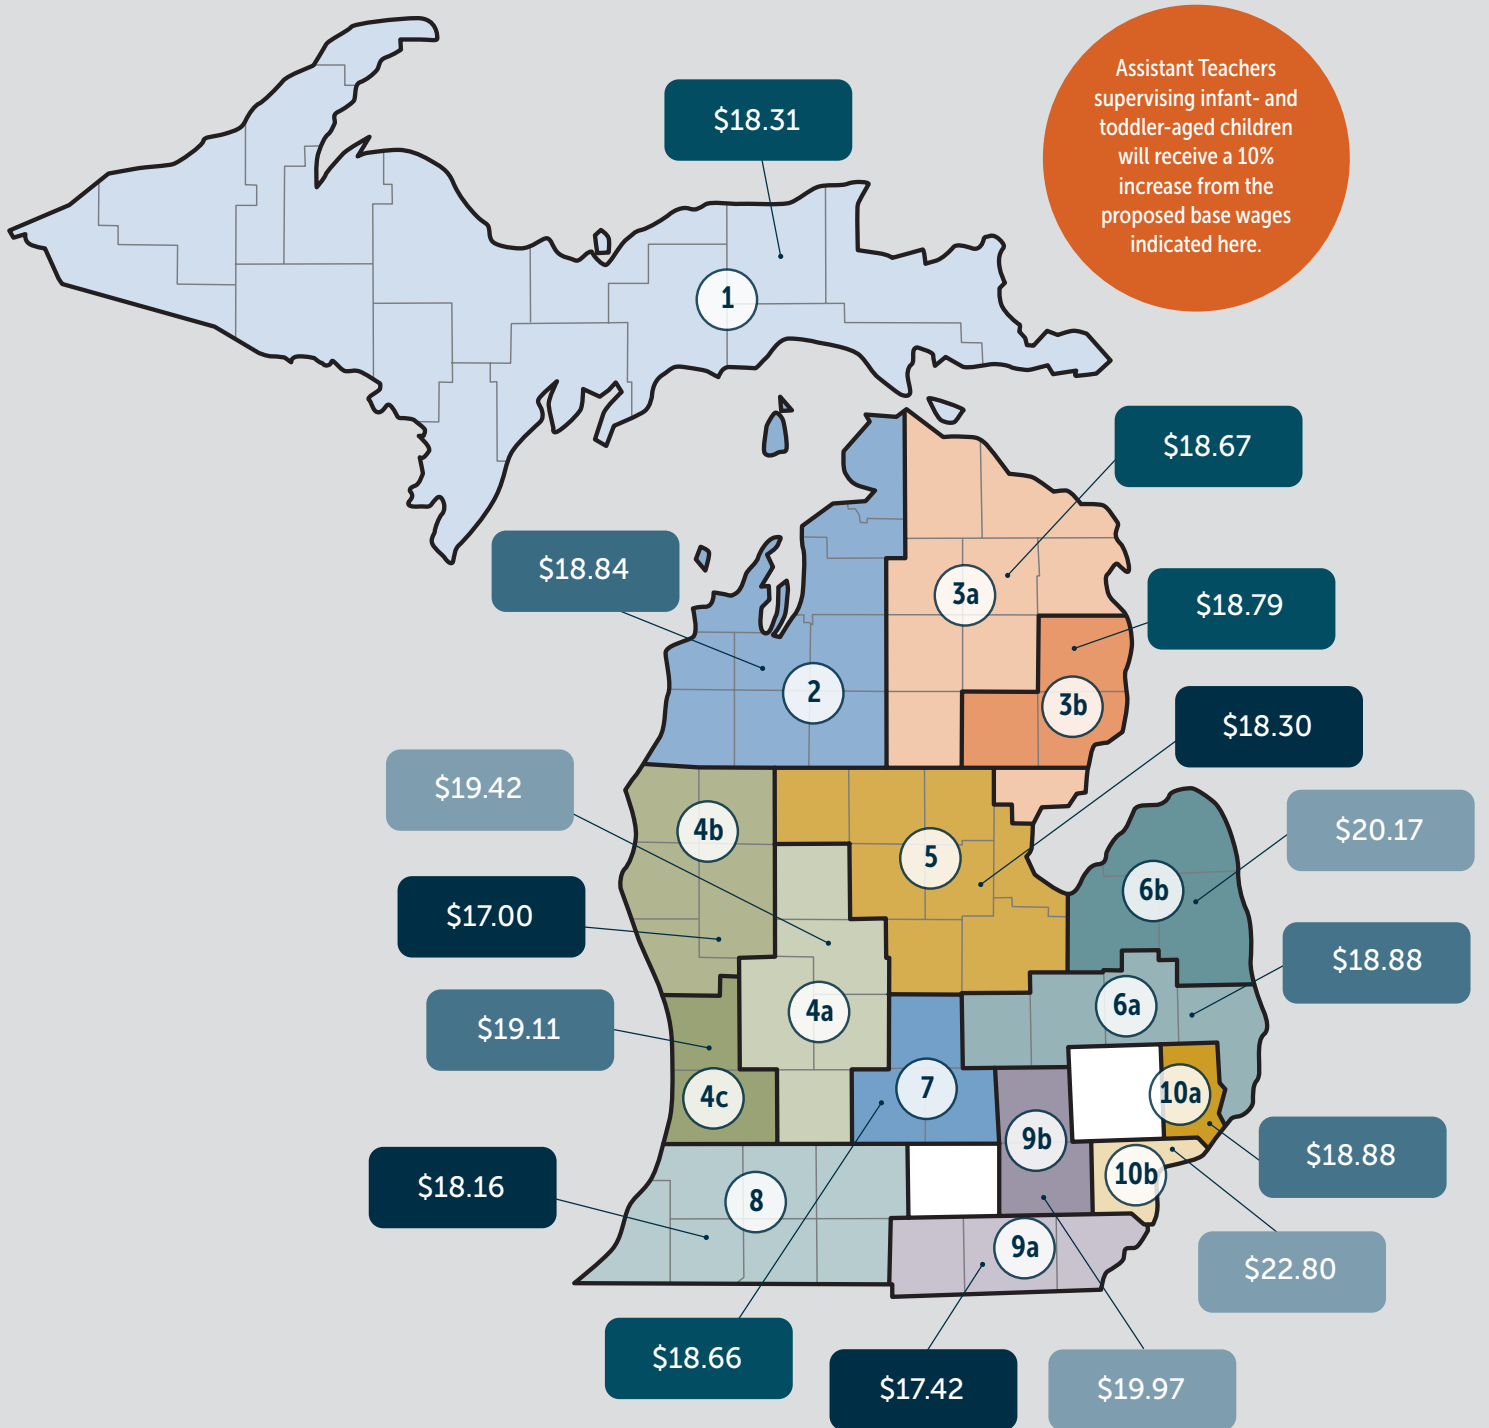 Assistant Teachers
supervising infant- and
toddler-aged children
will receive a 10%
increase from the
proposed base wages
indicated here.
$18.31
1
$18.67
$18.84
3a
$18.79
2
3b
$18.30
$19.42
4b
5
$20.17
6b
$17.00
$18.88
4a
6a
$19.11
7
10a
4c
9b
$18.88
10b
$18.16
8
9a
$22.80
$18.66
$17.42
$19.97